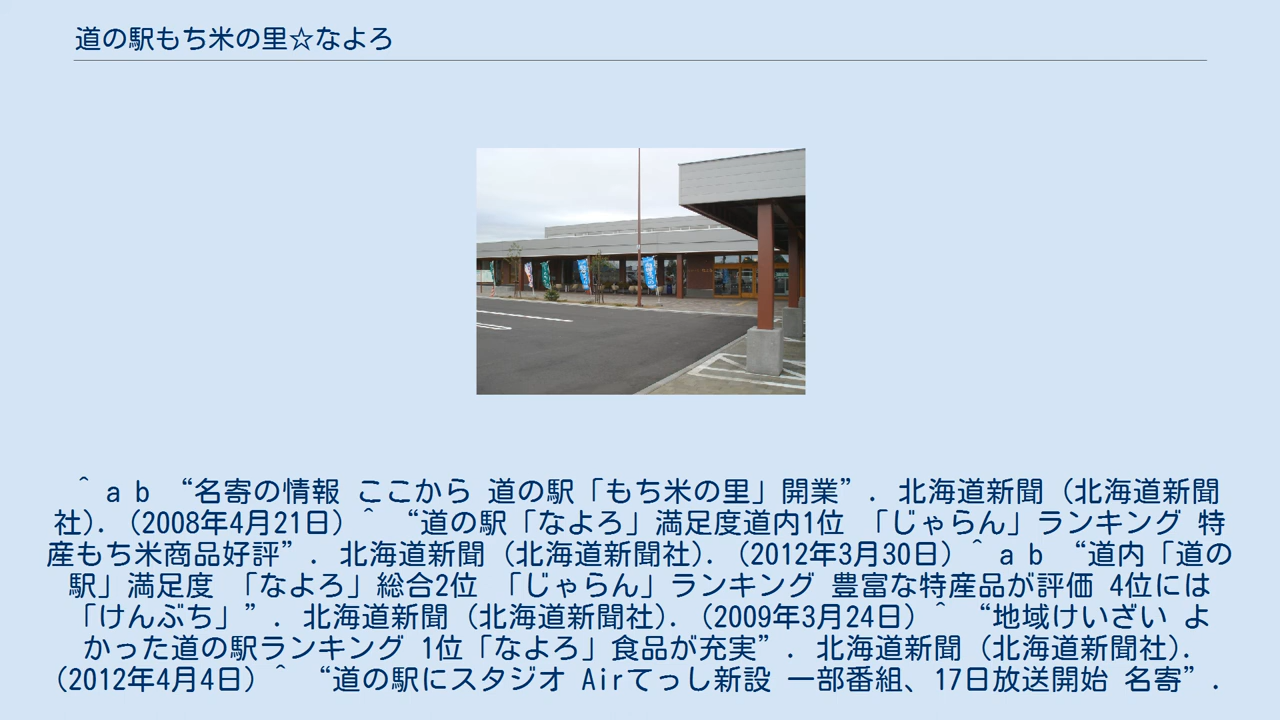 道の駅もち米の里☆なよろ
^ a b “名寄の情報 ここから 道の駅「もち米の里」開業”. 北海道新聞 (北海道新聞
社). (2008年4月21日) ^ “道の駅「なよろ」満足度道内1位 「じゃらん」ランキング 特
産もち米商品好評”. 北海道新聞 (北海道新聞社). (2012年3月30日) ^ a b “道内「道の
駅」満足度 「なよろ」総合2位 「じゃらん」ランキング 豊富な特産品が評価 4位には
「けんぶち」”. 北海道新聞 (北海道新聞社). (2009年3月24日) ^ “地域けいざい よ
かった道の駅ランキング 1位「なよろ」食品が充実”. 北海道新聞 (北海道新聞社).
(2012年4月4日) ^ “道の駅にスタジオ Airてっし新設 一部番組、17日放送開始 名寄”.